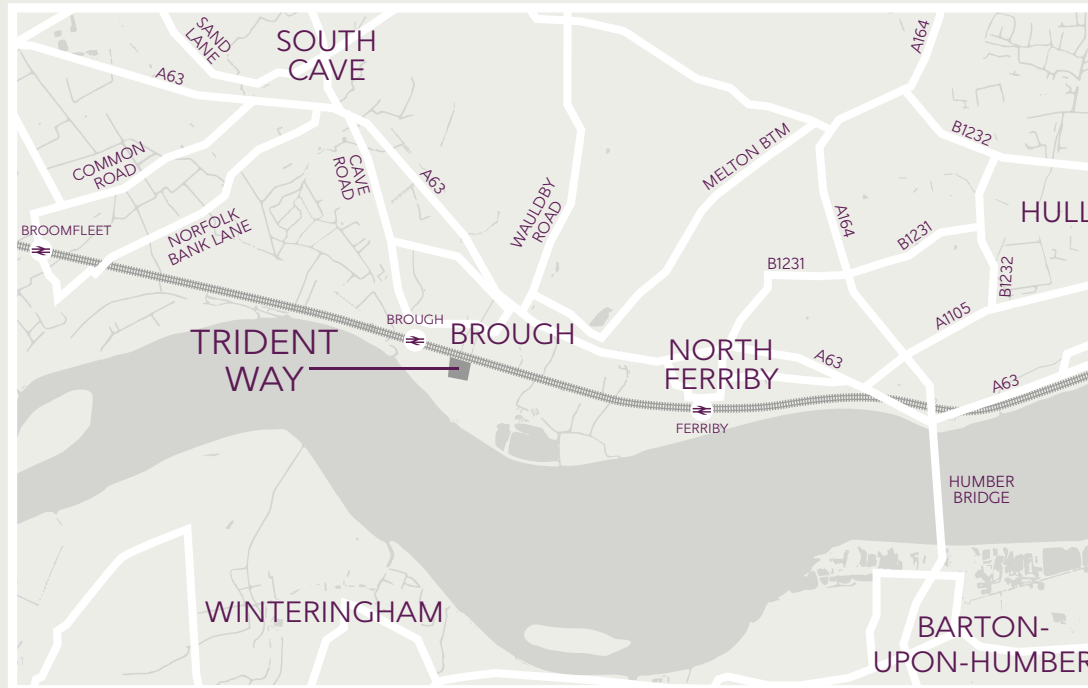 SAND
LANE
SOUTH
CAVE
A164
A63
B1232
MELTON BTM
COMMON
ROAD
CAVE
ROAD
A63
WAULDBY
ROAD
A164
HULL
NORFOLK
BANK LANE
BROOMFLEET
B1231
B1231
B1232
BROUGH
BROUGH
A1105
TRIDENT
WAY
NORTH
FERRIBY
A63
A63
FERRIBY
HUMBER
BRIDGE
WINTERINGHAM
BARTON-
UPON-HUMBER